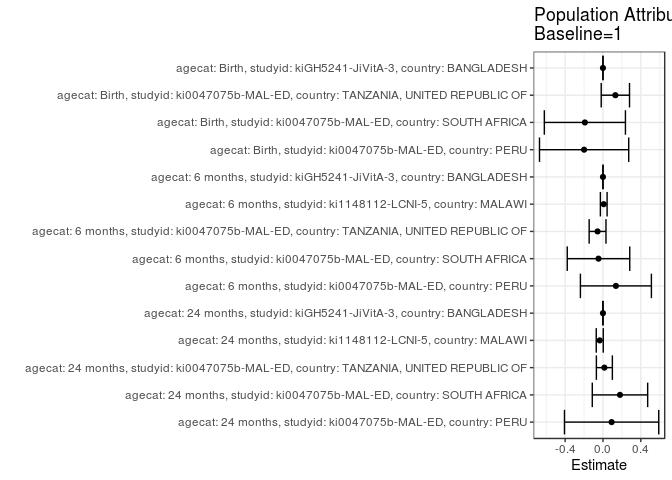 Population Attribu
Baseline=1
agecat: Birth, studyid: kiGH5241-JiVitA-3, country: BANGLADESH
agecat: Birth, studyid: ki0047075b-MAL-ED, country: TANZANIA, UNITED REPUBLIC OF
agecat: Birth, studyid: ki0047075b-MAL-ED, country: SOUTH AFRICA
agecat: Birth, studyid: ki0047075b-MAL-ED, country: PERU
agecat: 6 months, studyid: kiGH5241-JiVitA-3, country: BANGLADESH
agecat: 6 months, studyid: ki1148112-LCNI-5, country: MALAWI
agecat: 6 months, studyid: ki0047075b-MAL-ED, country: TANZANIA, UNITED REPUBLIC OF
agecat: 6 months, studyid: ki0047075b-MAL-ED, country: SOUTH AFRICA
agecat: 6 months, studyid: ki0047075b-MAL-ED, country: PERU
agecat: 24 months, studyid: kiGH5241-JiVitA-3, country: BANGLADESH
agecat: 24 months, studyid: ki1148112-LCNI-5, country: MALAWI
agecat: 24 months, studyid: ki0047075b-MAL-ED, country: TANZANIA, UNITED REPUBLIC OF
agecat: 24 months, studyid: ki0047075b-MAL-ED, country: SOUTH AFRICA
agecat: 24 months, studyid: ki0047075b-MAL-ED, country: PERU
-0.4 0.0 0.4
Estimate